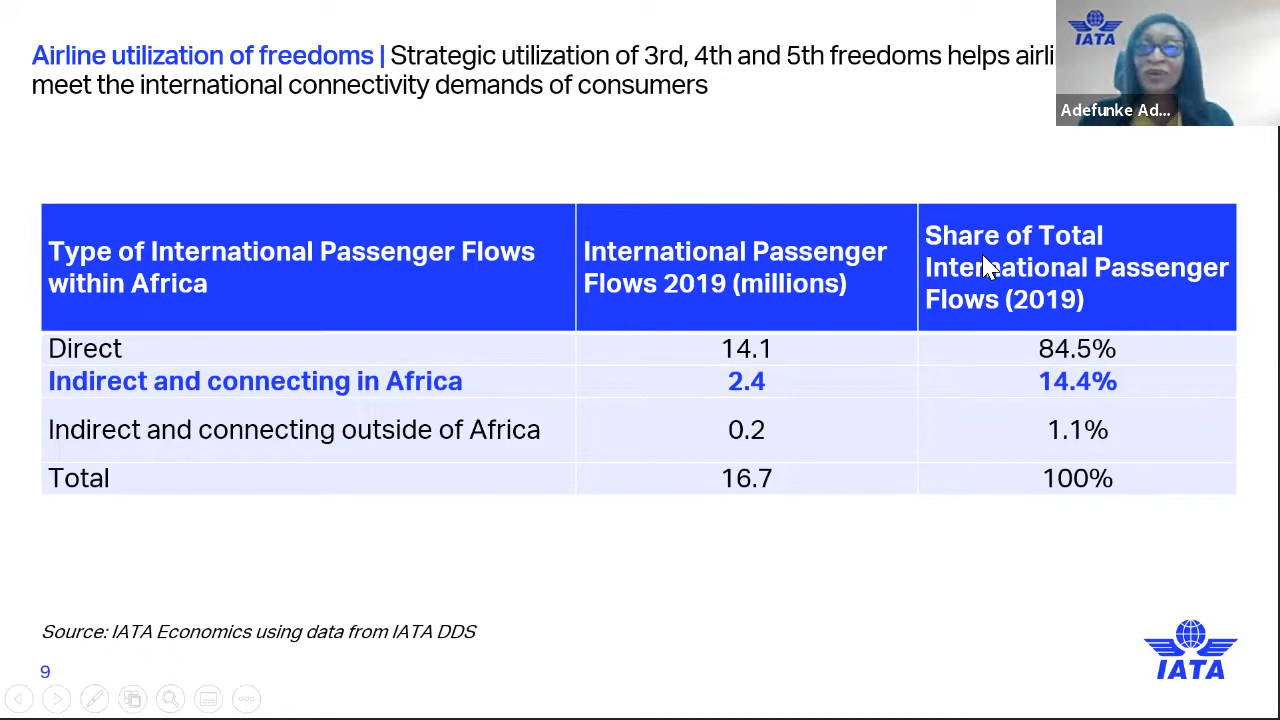 Airline utilization of freedoms | Strategic utilization of 3rd, 4th and 5th freedoms helps
meet the international connectivity demands of consumers
IATA
Adefunke Ad...
Type of International Passenger Flows
within Africa
International Passenger
Flows 2019 (millions)
Share of Total
International Passenger
Flows (2019)
Direct
14.1
84.5%
Indirect and connecting in Africa
2.4
14.4%
Indirect and connecting outside of Africa
0.2
1.1%
Total
16.7
100%
Source: IATA Economics using data from IATA DDS
9
IATA